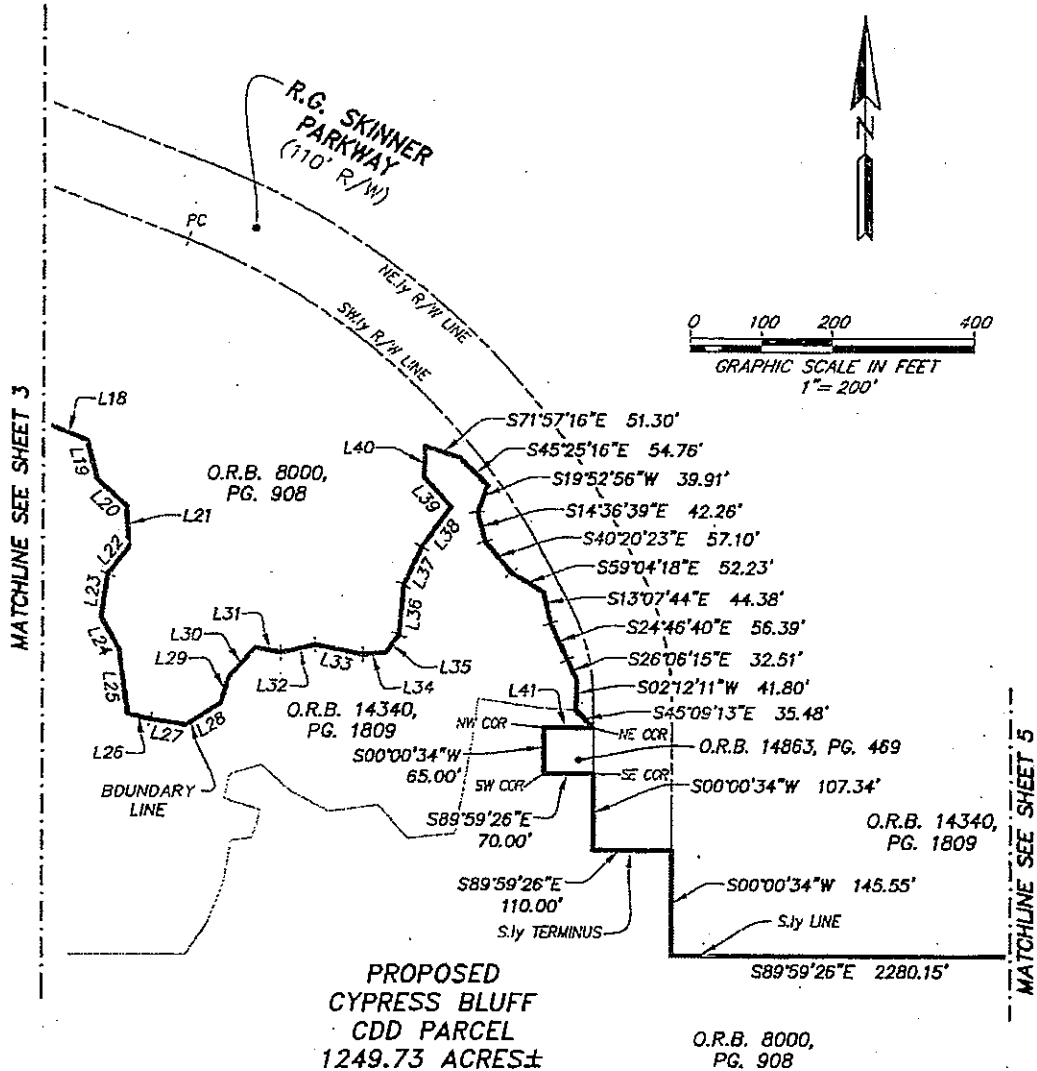 R.G. SKINNER
PARKWAY
(110' R/W)
PC
NE.ly R/W LINE
SW.ly R/W LINE
N
0 100 200 400
GRAPHIC SCALE IN FEET
1"= 200'
MATCHLINE SEE SHEET 3
L18
L19
L20
L21
L22
L23
L24
L25
L26
L27
L28
L29
L30
L31
L32
L33
L34
L35
L36
L37
L38
L39
L40
O.R.B. 8000,
PG. 908
S71°57'16"E 51.30'
S45°25'16"E 54.76'
S19°52'56"W 39.91'
S14°36'39"E 42.26'
S40°20'23"E 57.10'
S59°04'18"E 52.23'
S13°07'44"E 44.38'
S24°46'40"E 56.39'
S26°06'15"E 32.51'
S02°12'11"W 41.80'
S45°09'13"E 35.48'
L41
NW COR
NE COR
O.R.B. 14340,
PG. 1809
S00°00'34"W
65.00'
O.R.B. 14863, PG. 469
SW COR
SE COR
BOUNDARY
LINE
S89°59'26"E
70.00'
S00°00'34"W 107.34'
O.R.B. 14340,
PG. 1809
S89°59'26"E
110.00'
S.ly TERMINUS
S00°00'34"W 145.55'
S.ly LINE
S89°59'26"E 2280.15'
MATCHLINE SEE SHEET 5
PROPOSED
CYPRESS BLUFF
CDD PARCEL
1249.73 ACRES±
O.R.B. 8000,
PG. 908